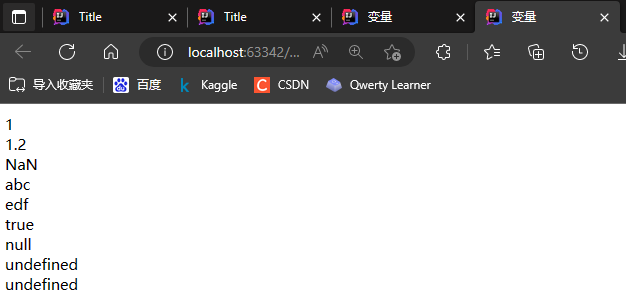 Title Title 变量 变量
localhost:63342/...
导入收藏夹 百度 Kaggle CSDN Qwerty Learner
1
1.2
NaN
abc
edf
true
null
undefined
undefined